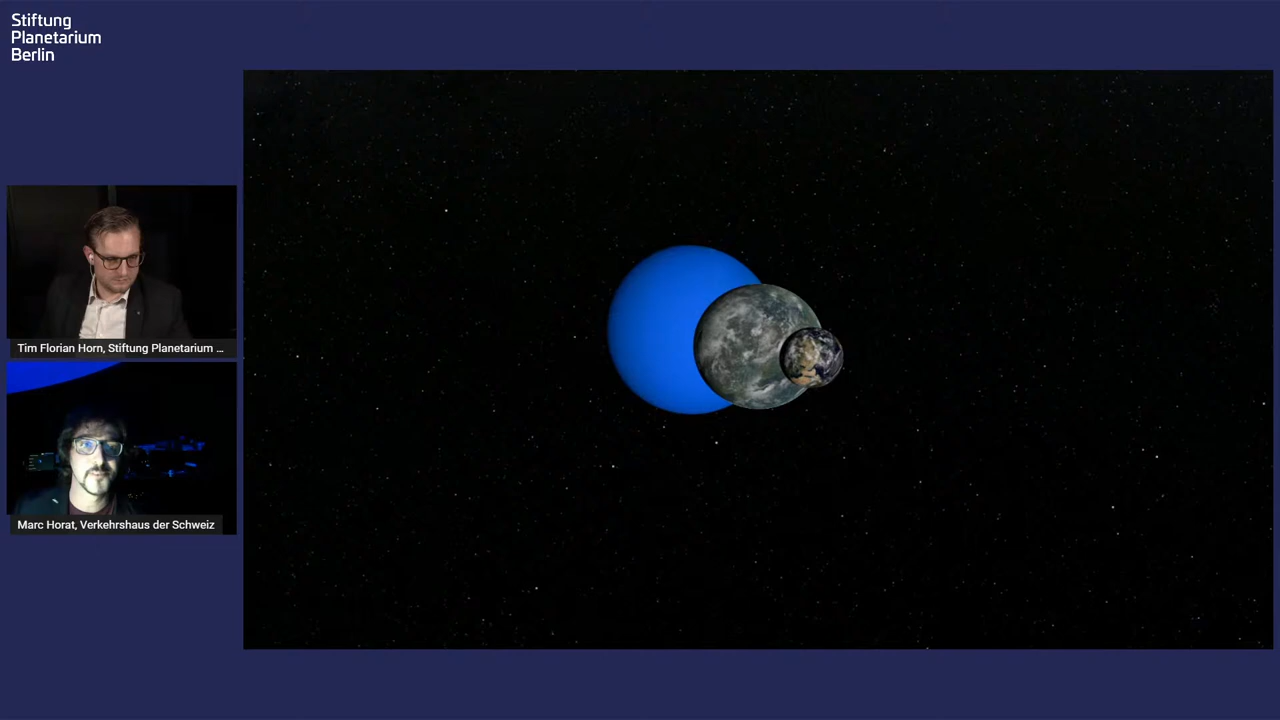 Stiftung
Planetarium
Berlin
Tim Florian Horn, Stiftung Planetarium ...
Marc Horat, Verkehrshaus der Schweiz